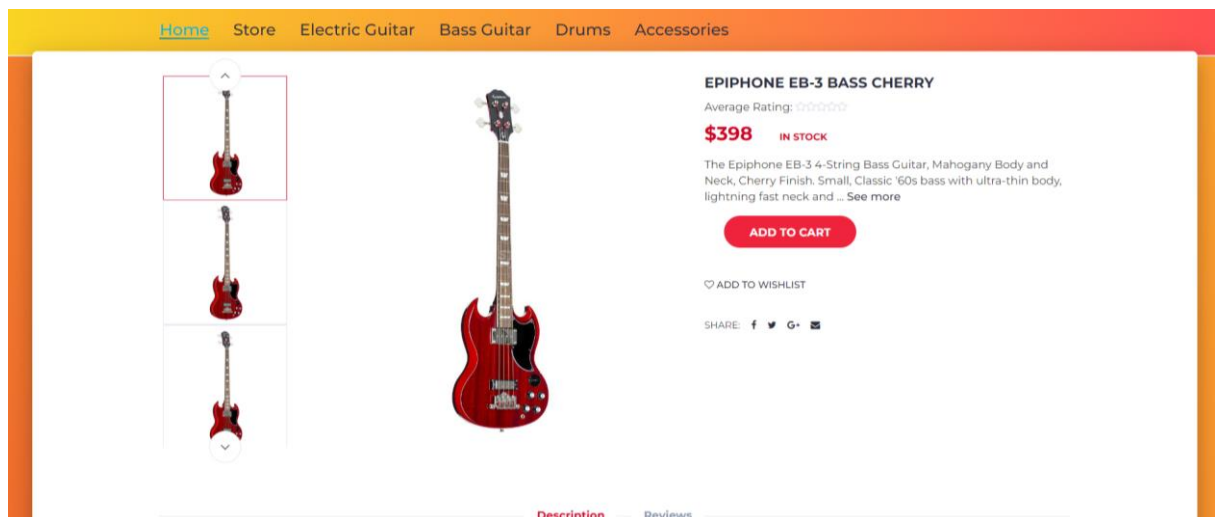 Home Store Electric Guitar Bass Guitar Drums Accessories
EPIPHONE EB-3 BASS CHERRY
Average Rating:
$398 IN STOCK
The Epiphone EB-3 4-String Bass Guitar, Mahogany Body and
Neck, Cherry Finish. Small, Classic '60s bass with ultra-thin body,
lightning fast neck and ... See more
ADD TO CART
ADD TO WISHLIST
SHARE: f G+
Description Reviews